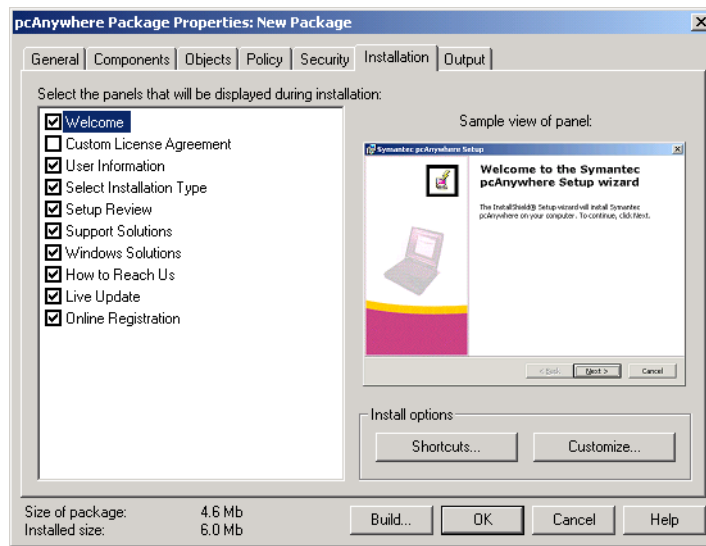 pcAnywhere Package Properties: New Package
General Components Objects Policy Security Installation Output
Select the panels that will be displayed during installation:
Welcome
Custom License Agreement
User Information
Select Installation Type
Setup Review
Support Solutions
Windows Solutions
How to Reach Us
Live Update
Online Registration
Sample view of panel:
Symantec pcAnywhere Setup
Welcome to the Symantec
pcAnywhere Setup wizard
The InstallShield® Setup wizard will install Symantec
pcAnywhere on your computer. To continue, click Next.
< Back Next > Cancel
Install options
Shortcuts... Customize...
Size of package: 4.6 Mb
Installed size: 6.0 Mb
Build... OK Cancel Help